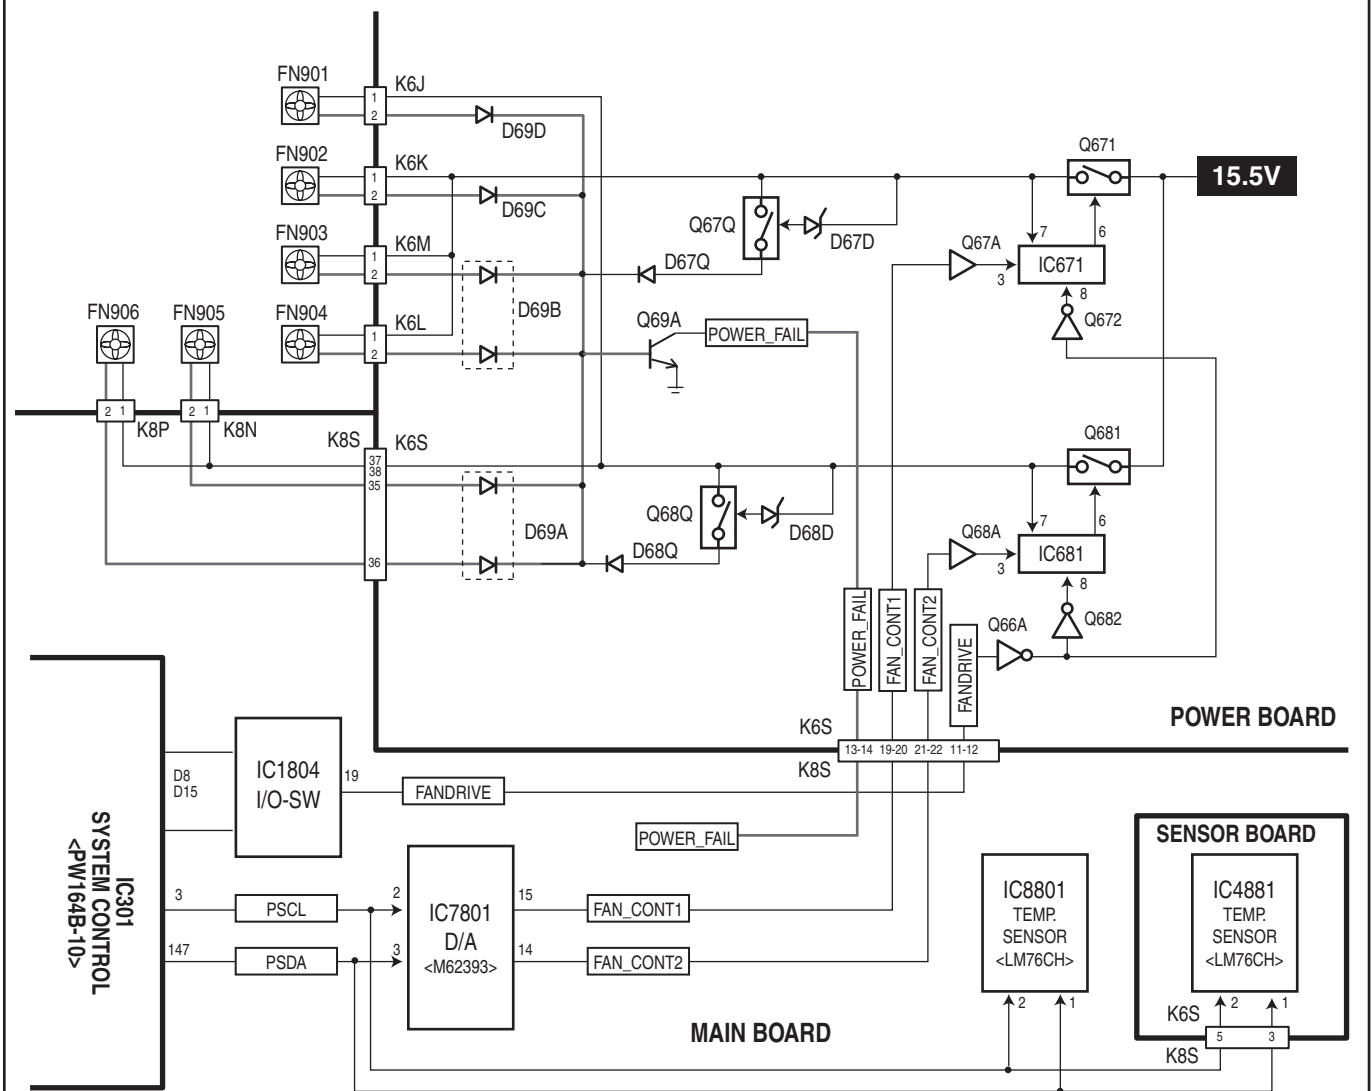 FN901
K6J
1
2
D69D
FN902
K6K
1
2
D69C
Q671
15.5V
FN903
K6M
1
2
Q67Q
D67D
Q67A
7
6
3
IC671
D67Q
8
FN906
FN905
FN904
K6L
1
2
D69B
Q69A
POWER_FAIL
Q672
2 1
K8P
2 1
K8N
K8S
K6S
37
38
35
Q681
D69A
Q68Q
D68D
Q68A
7
6
3
IC681
36
D68Q
8
POWER_FAIL
FAN_CONT1
FAN_CONT2
FANDRIVE
Q66A
Q682
K6S
POWER BOARD
13-14 19-20 21-22 11-12
K8S
IC301
SYSTEM CONTROL
<PW164B-10>
D8
D15
IC1804
I/O-SW
19
FANDRIVE
POWER_FAIL
SENSOR BOARD
3
PSCL
2
IC7801
D/A
<M62393>
15
FAN_CONT1
147
PSDA
3
14
FAN_CONT2
IC8801
TEMP.
SENSOR
<LM76CH>
2
1
IC4881
TEMP.
SENSOR
<LM76CH>
2
1
K6S
5
3
K8S
MAIN BOARD